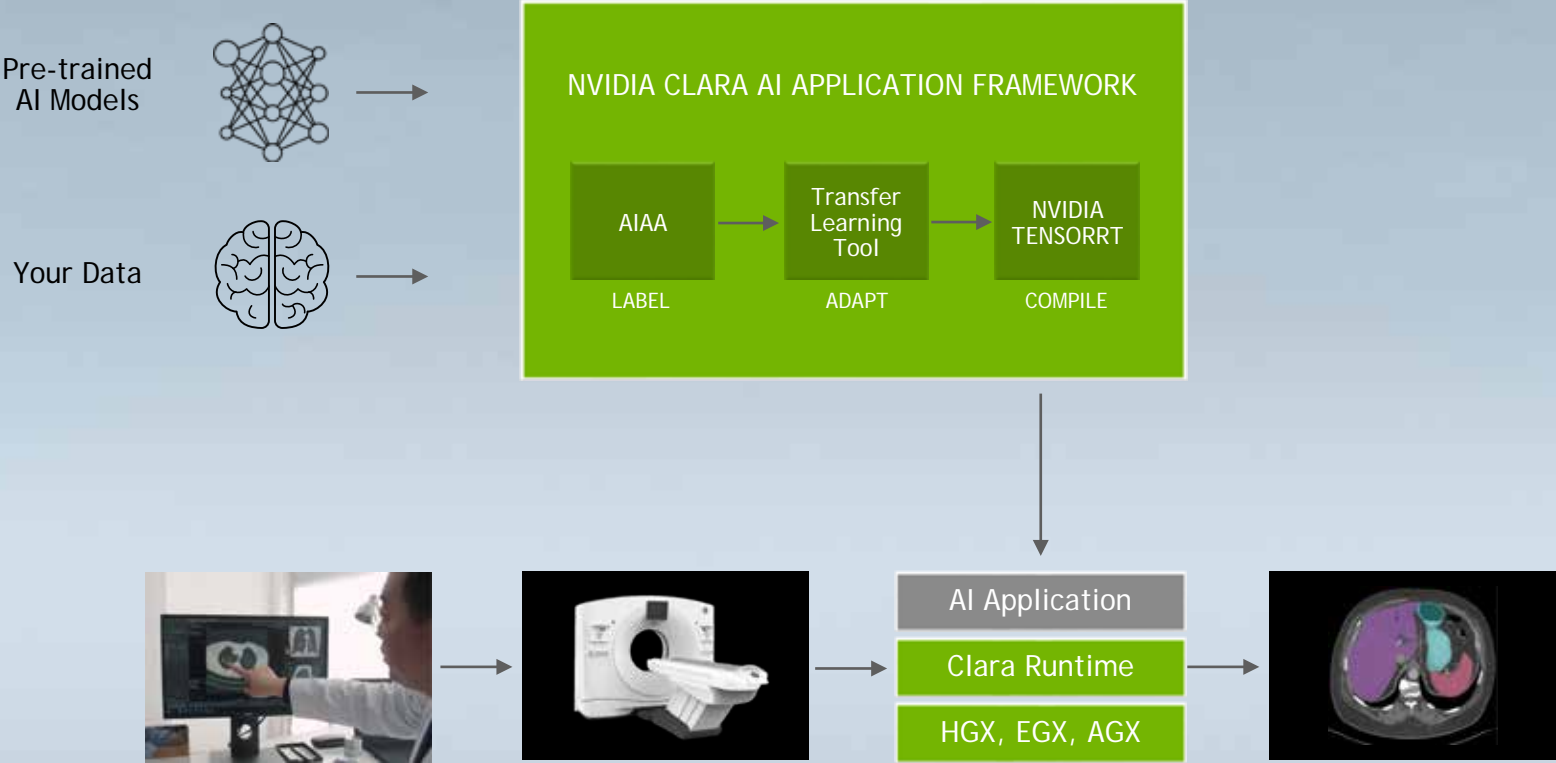 Pre-trained
AI Models
Your Data
NVIDIA CLARA AI APPLICATION FRAMEWORK
AIAA
LABEL
Transfer
Learning
Tool
ADAPT
NVIDIA
TENSORRT
COMPILE
AI Application
Clara Runtime
HGX, EGX, AGX